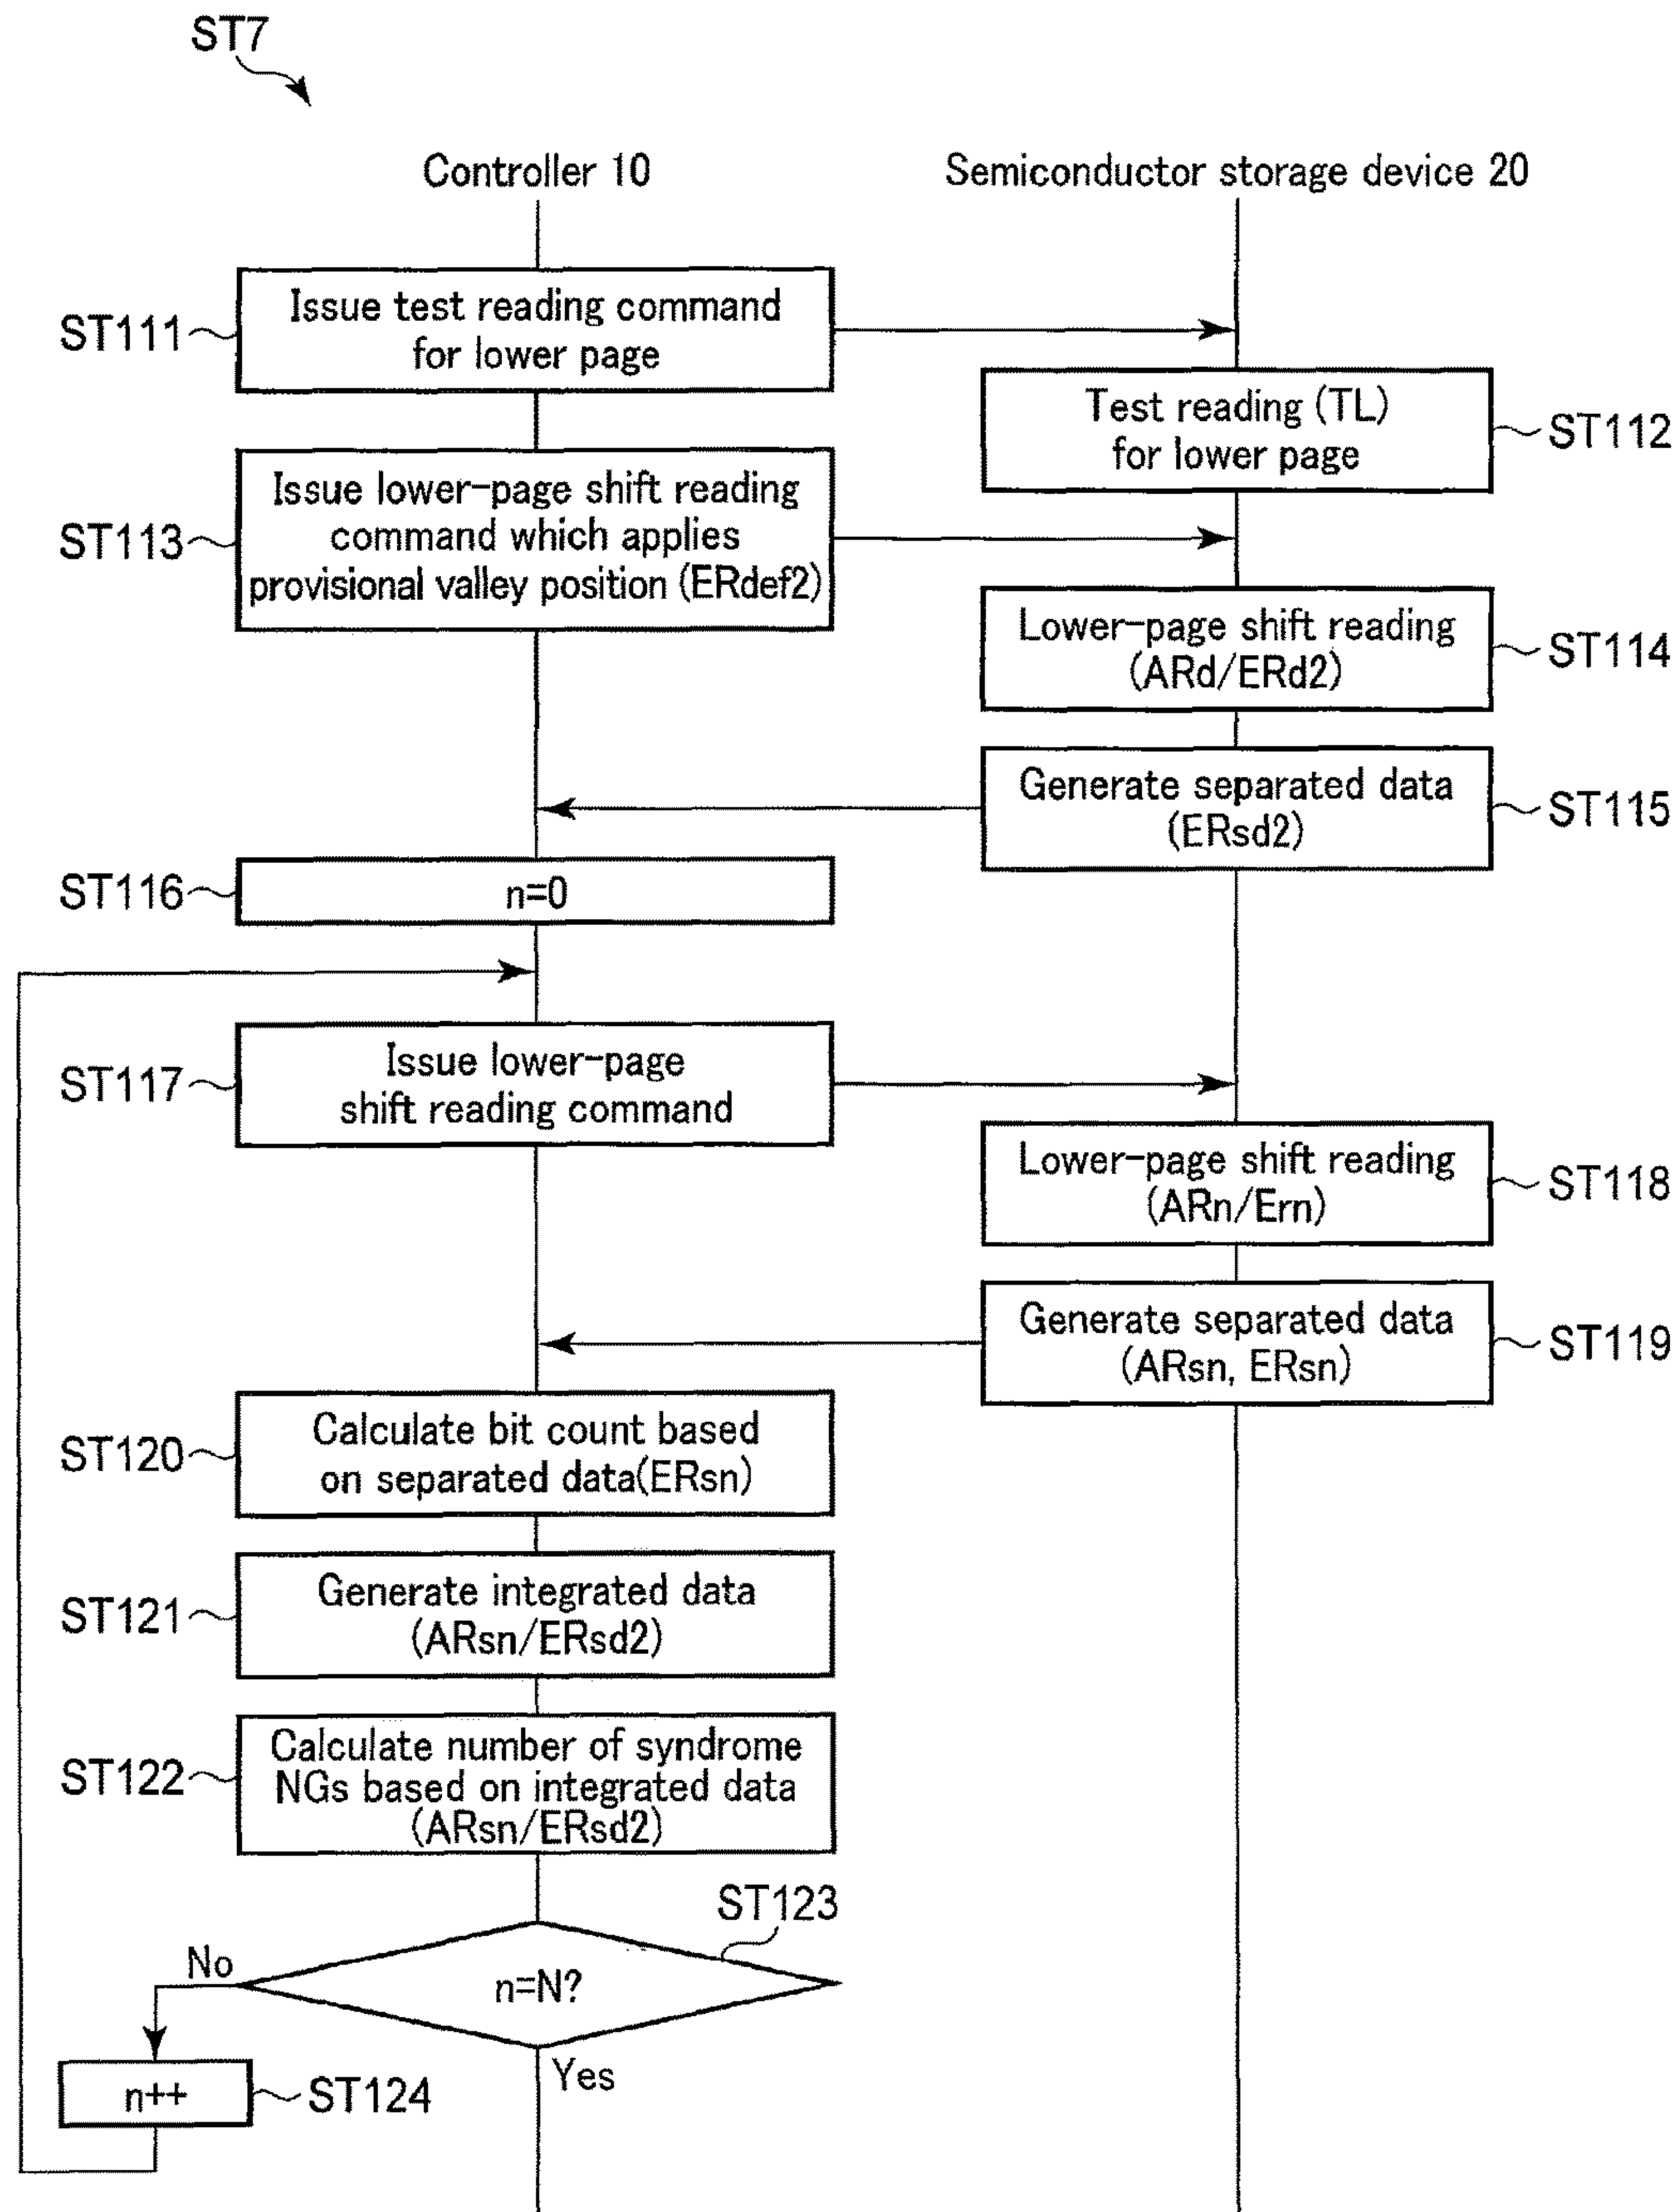 ST7
Controller 10
Semiconductor storage device 20
ST111
Issue test reading command
for lower page
Test reading (TL)
for lower page
ST112
ST113
Issue lower-page shift reading
command which applies
provisional valley position (ERdef2)
Lower-page shift reading
(ARd/ERd2)
ST114
Generate separated data
(ERsd2)
ST115
ST116
n=0
ST117
Issue lower-page
shift reading command
Lower-page shift reading
(ARn/Ern)
ST118
Generate separated data
(ARsn, ERsn)
ST119
ST120
Calculate bit count based
on separated data(ERsn)
ST121
Generate integrated data
(ARsn/ERsd2)
ST122
Calculate number of syndrome
NGs based on integrated data
(ARsn/ERsd2)
ST123
No
n=N?
Yes
n++
ST124